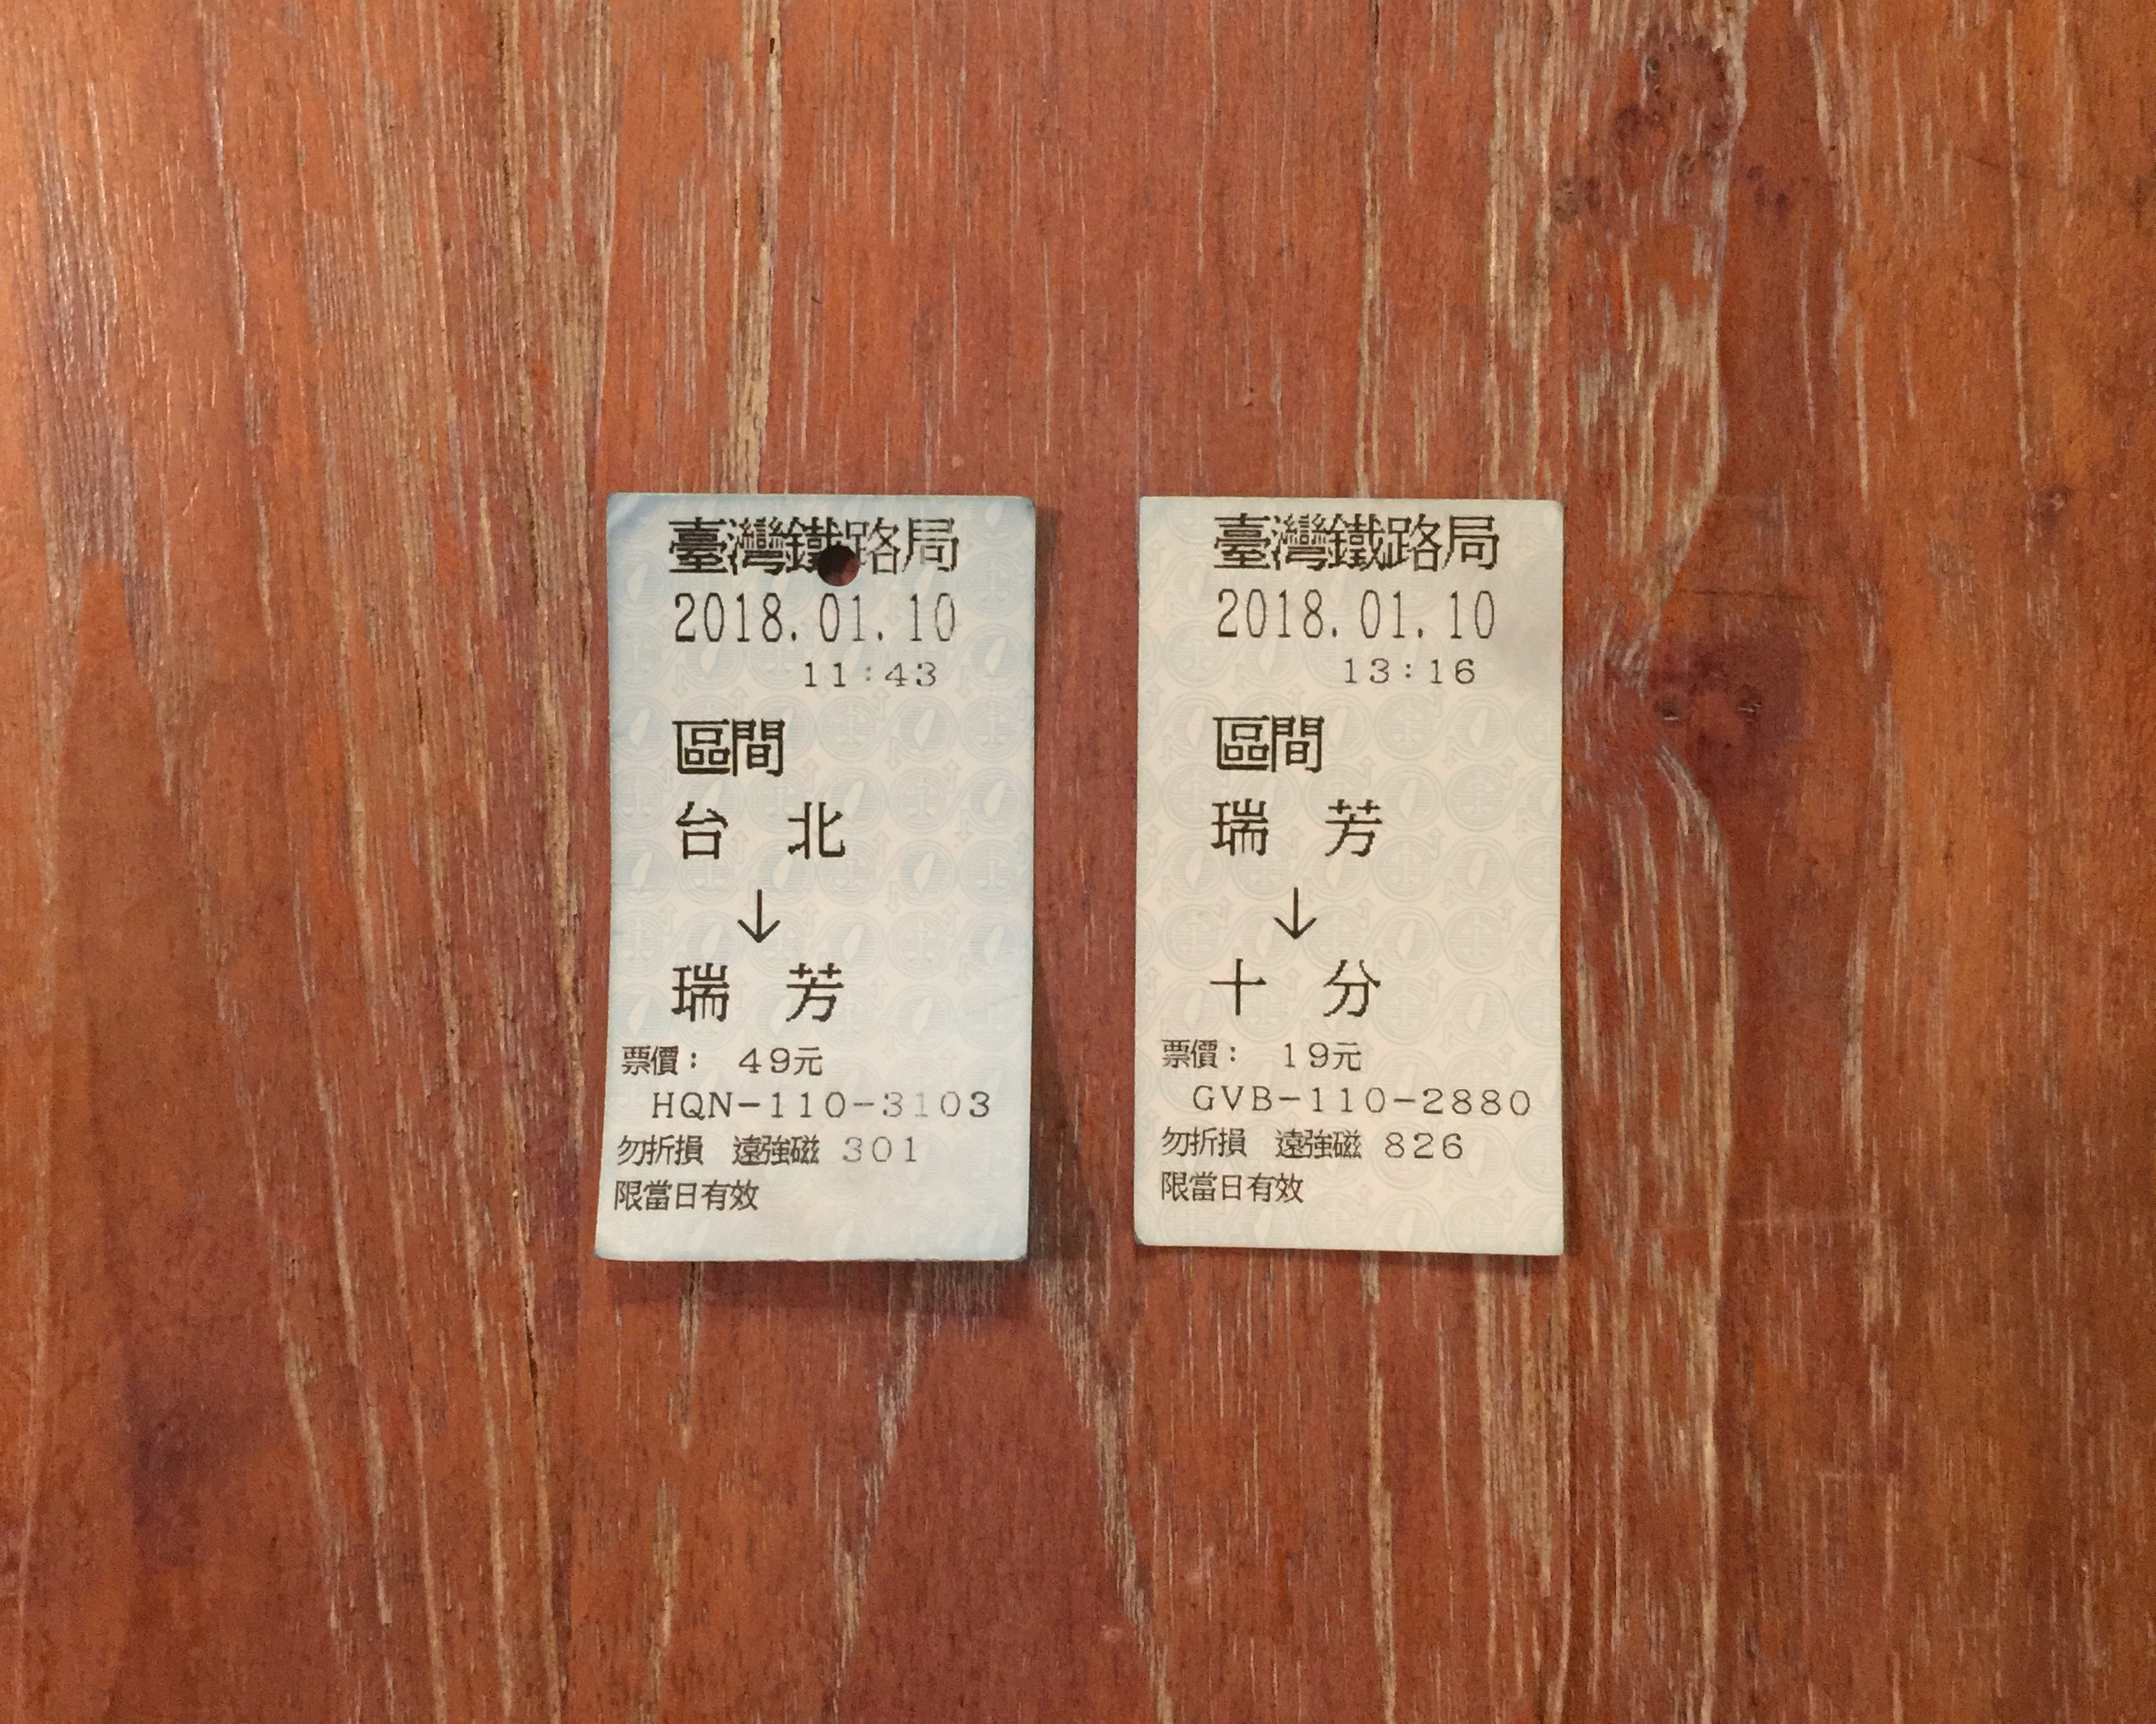 臺灣鐵路局
2018.01.10
11:43
區間
台 北
↓
瑞 芳
票價： 49元
HQN-110-3103
勿折損 遠強磁 301
限當日有效
臺灣鐵路局
2018.01.10
13:16
區間
瑞 芳
↓
十 分
票價： 19元
GVB-110-2880
勿折損 遠強磁 826
限當日有效